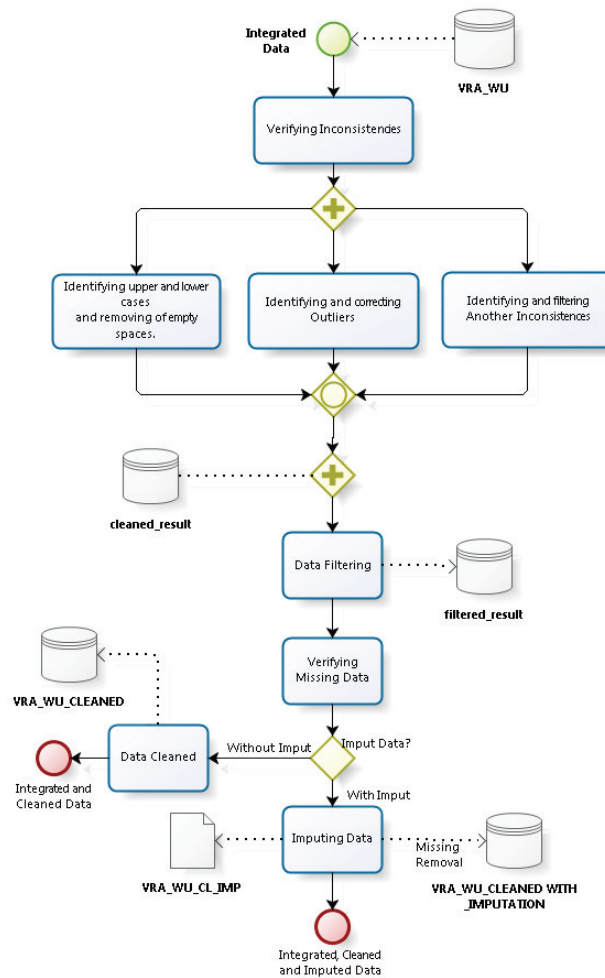 Integrated
Data
VRA_WU
Verifying Inconsistencies
Identifying upper and lower
cases
and removing of empty
spaces.
Identifying and correcting
Outliers
Identifying and filtering
Another Inconsistences
cleaned_result
Data Filtering
filtered_result
Verifying
Missing Data
VRA_WU_CLEANED
Data Cleaned
Without Imput
Imput Data?
Integrated and
Cleaned Data
With Imput
Imputing Data
Missing
Removal
VRA_WU_CL_IMP
VRA_WU_CLEANED WITH
_IMPUTATION
Integrated, Cleaned
and Imputed Data